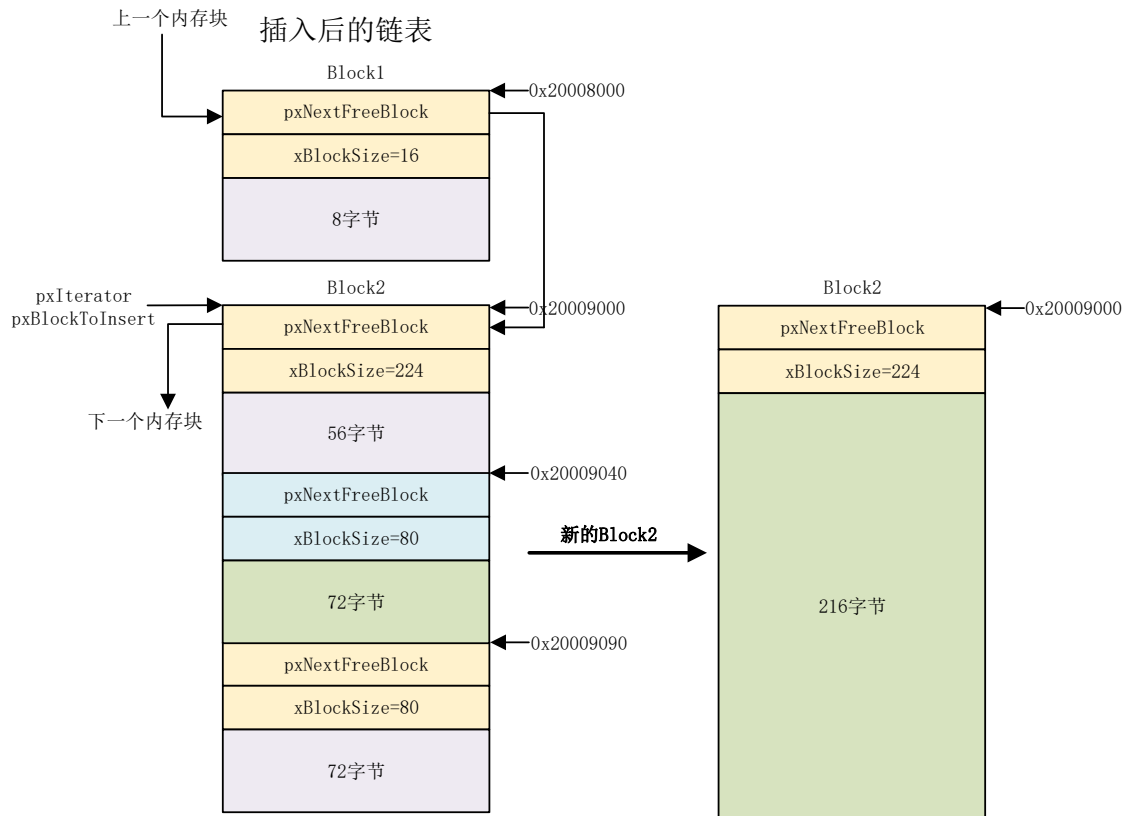 上一个内存块
插入后的链表
Block1
0x20008000
pxNextFreeBlock
xBlockSize=16
8字节
Block2
0x20009000
pxIterator
pxBlockToInsert
pxNextFreeBlock
xBlockSize=224
下一个内存块
56字节
0x20009040
pxNextFreeBlock
xBlockSize=80
72字节
0x20009090
pxNextFreeBlock
xBlockSize=80
72字节
新的Block2
Block2
0x20009000
pxNextFreeBlock
xBlockSize=224
216字节